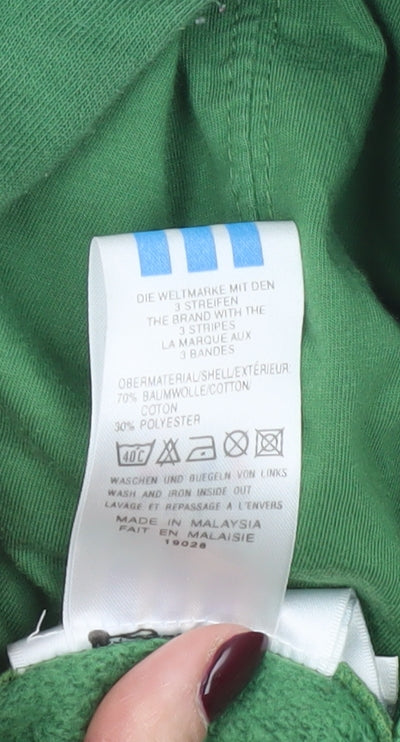 DIE WELTMARKE MIT DEN
3 STREIFEN
THE BRAND WITH THE
3 STRIPES
LA MARQUE AUX
3 BANDES
OBERMATERIAL/SHELL/EXTÉRIEUR:
70% BAUMWOLLE/COTTON/
COTON
30% POLYESTER
40C
WASCHEN UND BUEGELN VON LINKS
WASH AND IRON INSIDE OUT
LAVAGE ET REPASSAGE A L'ENVERS
MADE IN MALAYSIA
FAIT EN MALAISIE
19028